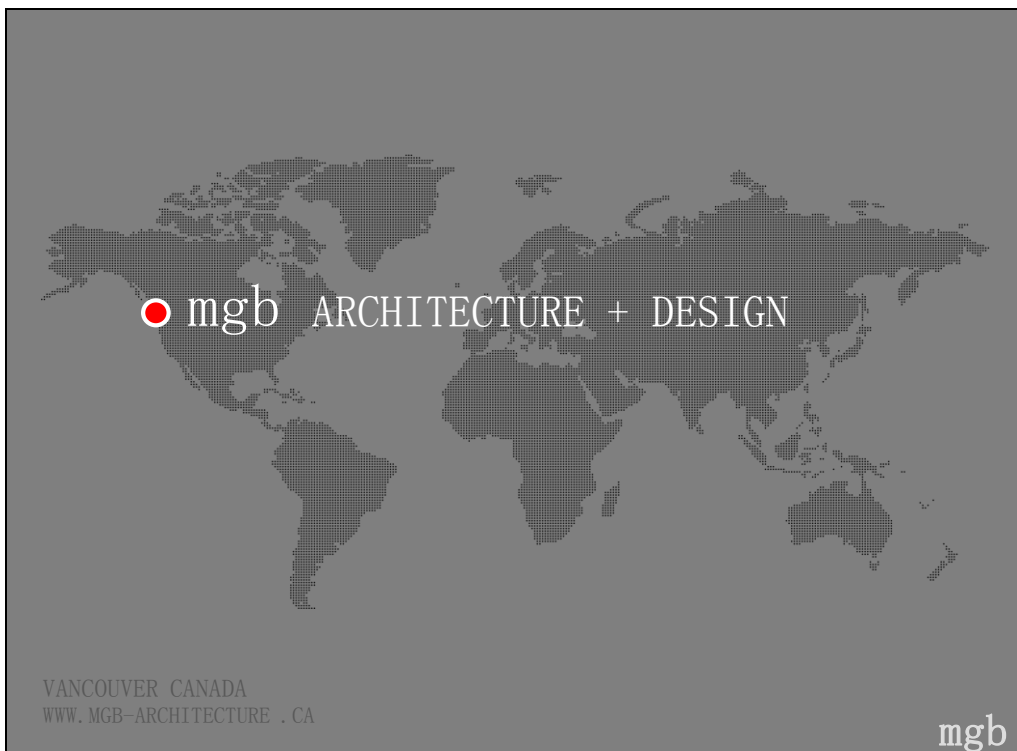 mgb ARCHITECTURE + DESIGN
VANCOUVER CANADA
WWW.MGB-ARCHITECTURE .CA
mgb